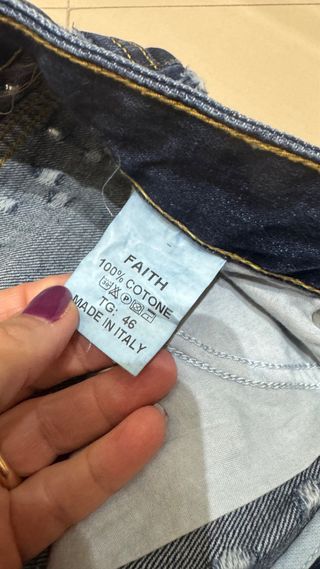 FAITH
100% COTONE
TG: 46
MADE IN ITALY